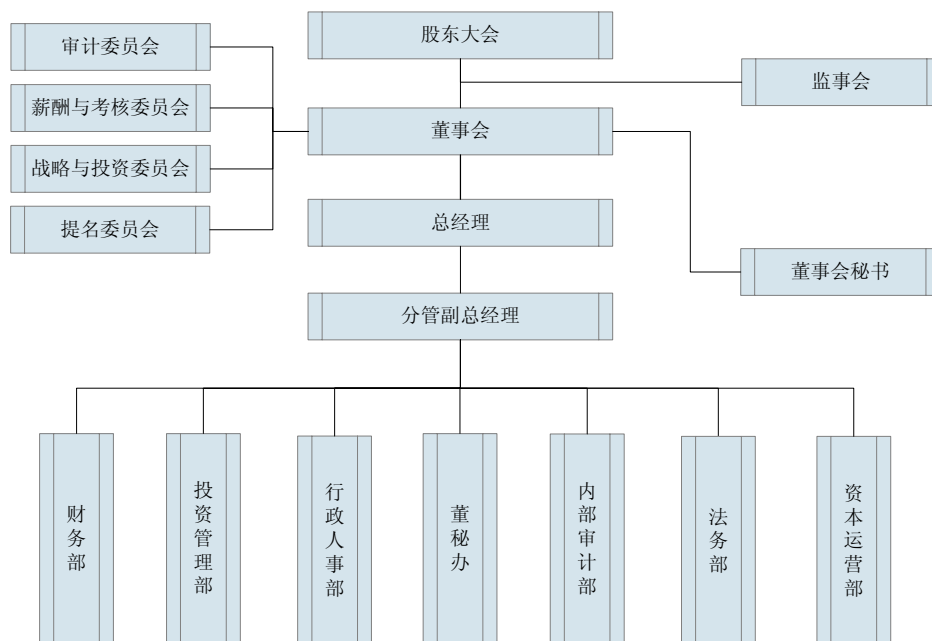 股东大会
审计委员会
监事会
薪酬与考核委员会
董事会
战略与投资委员会
总经理
提名委员会
董事会秘书
分管副总经理
财务部
投资管理部
行政人事部
董秘办
内部审计部
法务部
资本运营部